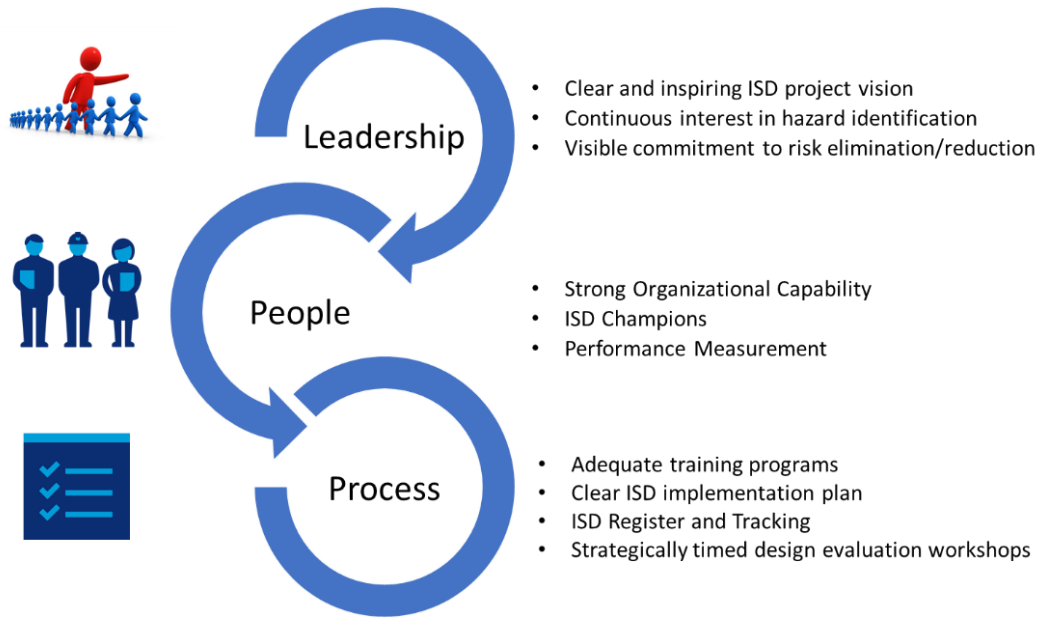 Leadership
• Clear and inspiring ISD project vision
• Continuous interest in hazard identification
• Visible commitment to risk elimination/reduction
People
• Strong Organizational Capability
• ISD Champions
• Performance Measurement
Process
• Adequate training programs
• Clear ISD implementation plan
• ISD Register and Tracking
• Strategically timed design evaluation workshops